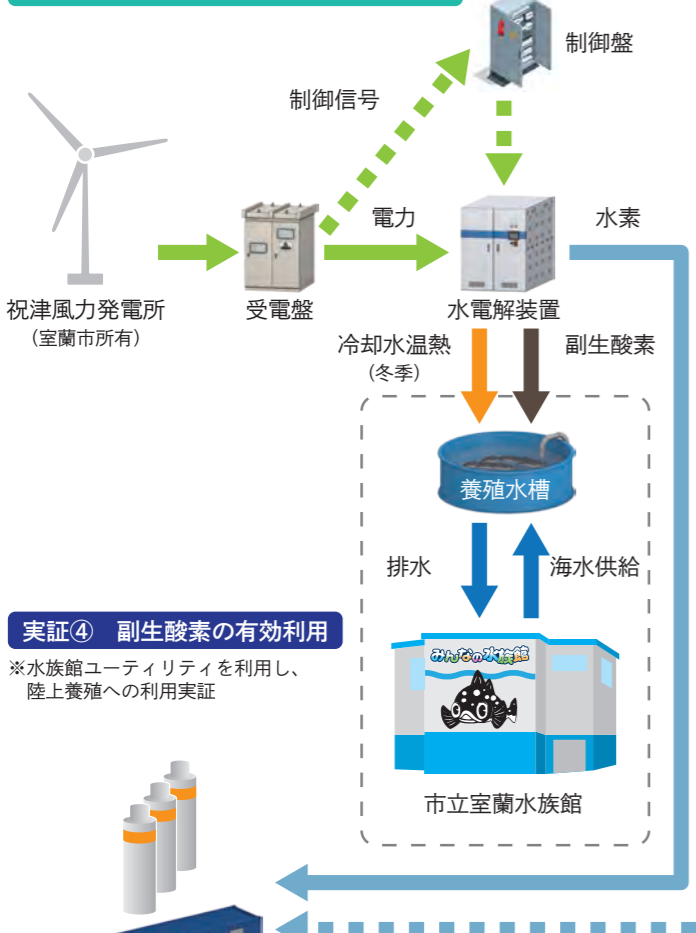 制御盤
制御信号
電力
水素
祝津風力発電所
(室蘭市所有)
受電盤
水電解装置
冷却水温熱
(冬季)
副生酸素
養殖水槽
排水
海水供給
実証④ 副生酸素の有効利用
※水族館ユーティリティを利用し、
陸上養殖への利用実証
みんなの水族館
市立室蘭水族館